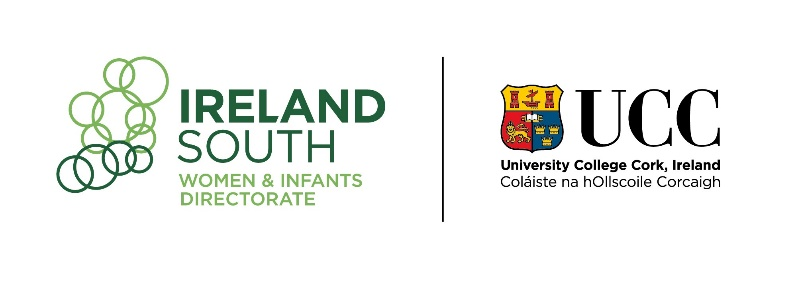 IRELAND
SOUTH
WOMEN & INFANTS
DIRECTORATE
UCC
University College Cork, Ireland
Coláiste na hOllscoile Corcaigh